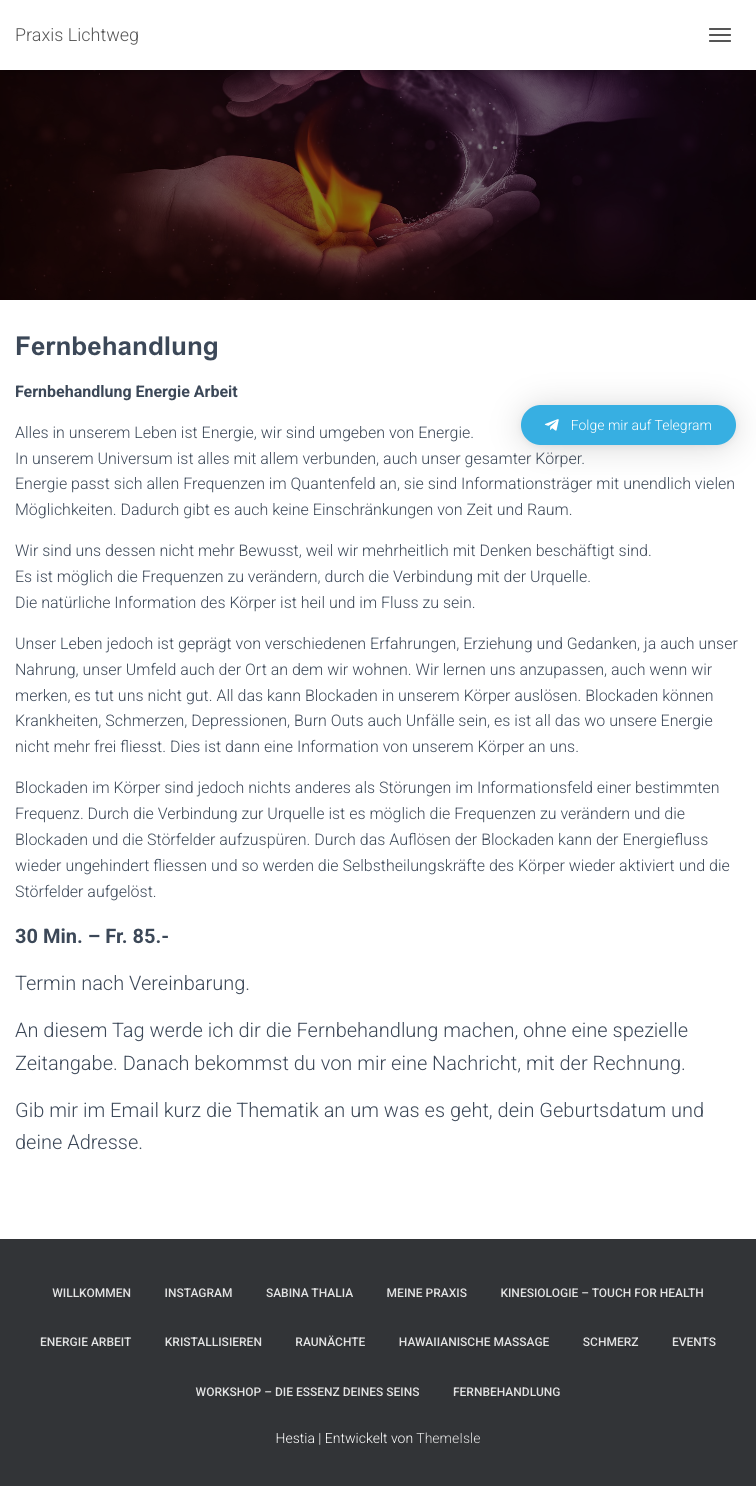 Praxis Lichtweg
Fernbehandlung
Fernbehandlung Energie Arbeit
Folge mir auf Telegram
Alles in unserem Leben ist Energie, wir sind umgeben von Energie.
In unserem Universum ist alles mit allem verbunden, auch unser gesamter Körper.
Energie passt sich allen Frequenzen im Quantenfeld an, sie sind Informationsträger mit unendlich vielen
Möglichkeiten. Dadurch gibt es auch keine Einschränkungen von Zeit und Raum.
Wir sind uns dessen nicht mehr Bewusst, weil wir mehrheitlich mit Denken beschäftigt sind.
Es ist möglich die Frequenzen zu verändern, durch die Verbindung mit der Urquelle.
Die natürliche Information des Körper ist heil und im Fluss zu sein.
Unser Leben jedoch ist geprägt von verschiedenen Erfahrungen, Erziehung und Gedanken, ja auch unser
Nahrung, unser Umfeld auch der Ort an dem wir wohnen. Wir lernen uns anzupassen, auch wenn wir
merken, es tut uns nicht gut. All das kann Blockaden in unserem Körper auslösen. Blockaden können
Krankheiten, Schmerzen, Depressionen, Burn Outs auch Unfälle sein, es ist all das wo unsere Energie
nicht mehr frei fliesst. Dies ist dann eine Information von unserem Körper an uns.
Blockaden im Körper sind jedoch nichts anderes als Störungen im Informationsfeld einer bestimmten
Frequenz. Durch die Verbindung zur Urquelle ist es möglich die Frequenzen zu verändern und die
Blockaden und die Störfelder aufzuspüren. Durch das Auflösen der Blockaden kann der Energiefluss
wieder ungehindert fliessen und so werden die Selbstheilungskräfte des Körper wieder aktiviert und die
Störfelder aufgelöst.
30 Min. – Fr. 85.-
Termin nach Vereinbarung.
An diesem Tag werde ich dir die Fernbehandlung machen, ohne eine spezielle
Zeitangabe. Danach bekommst du von mir eine Nachricht, mit der Rechnung.
Gib mir im Email kurz die Thematik an um was es geht, dein Geburtsdatum und
deine Adresse.
WILLKOMMEN INSTAGRAM SABINA THALIA MEINE PRAXIS KINESIOLOGIE – TOUCH FOR HEALTH
ENERGIE ARBEIT KRISTALLISIEREN RAUNÄCHTE HAWAIIANISCHE MASSAGE SCHMERZ EVENTS
WORKSHOP – DIE ESSENZ DEINES SEINS FERNBEHANDLUNG
Hestia | Entwickelt von ThemeIsle